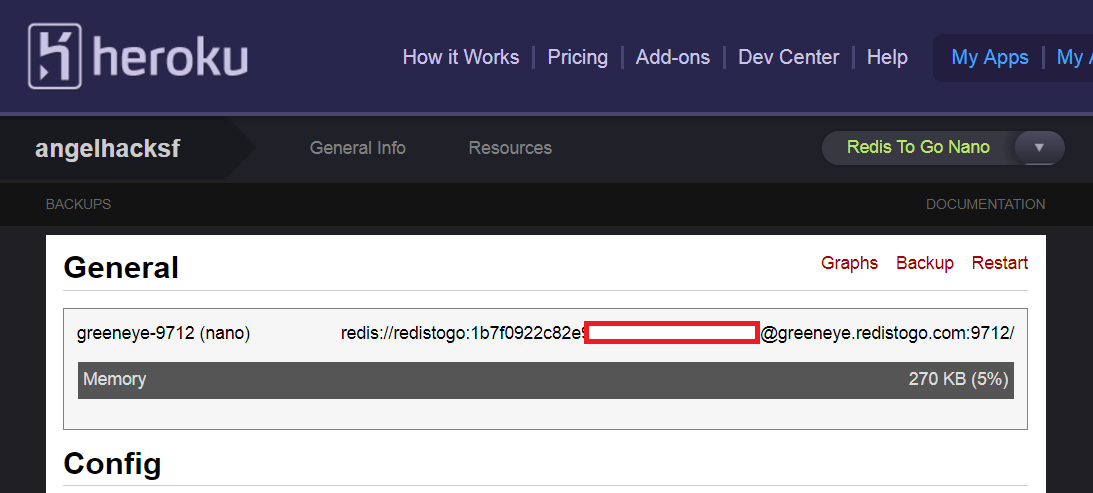 heroku
How it Works Pricing Add-ons Dev Center Help My Apps My A
angelhacksf General Info Resources Redis To Go Nano
BACKUPS DOCUMENTATION
General Graphs Backup Restart
greeneye-9712 (nano) redis://redistogo:1b7f0922c82e @greeneye.redistogo.com:9712/
Memory 270 KB (5%)
Config